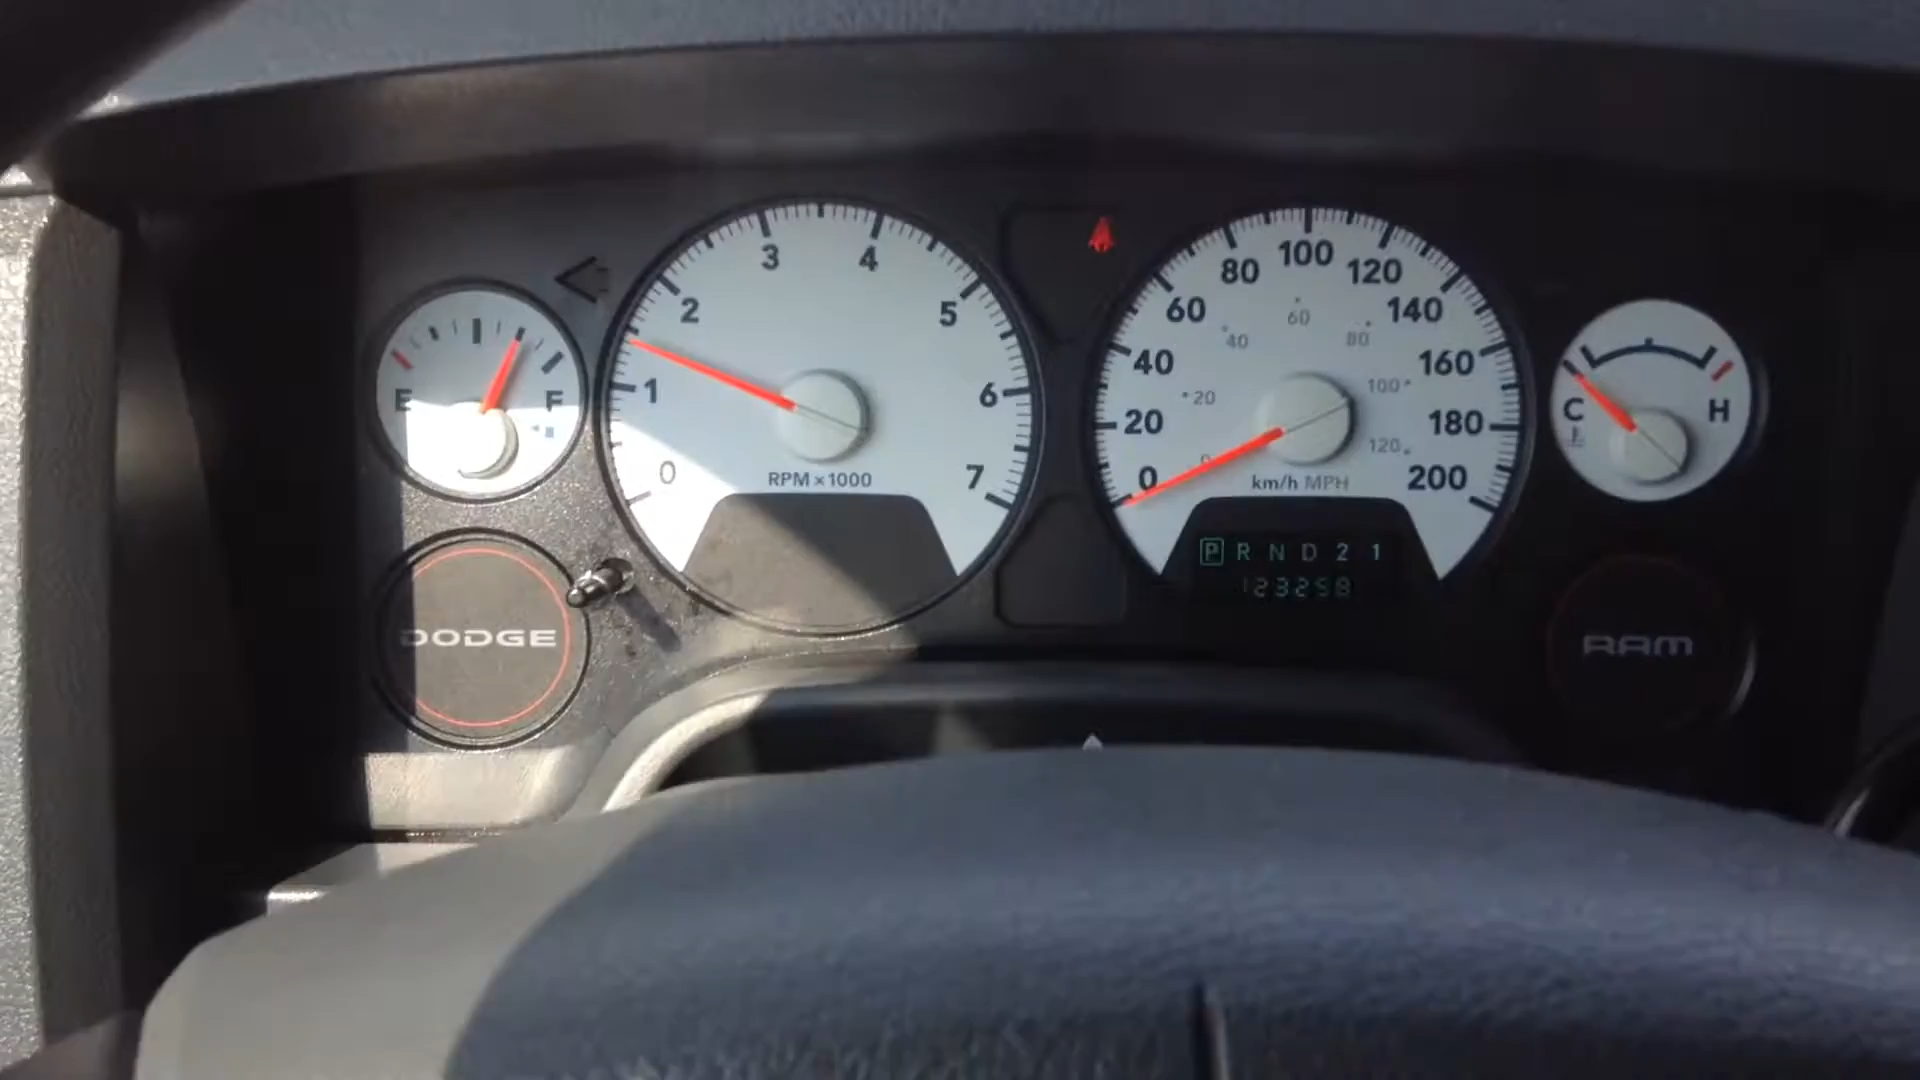 E F
0 1 2 3 4 5 6 7
RPM x 1000
0 20 40 60 80 100 120 140 160 180 200
0 20 40 60 80 100 120
km/h MPH
P R N D 2 1
123258
C H
DODGE
RAM